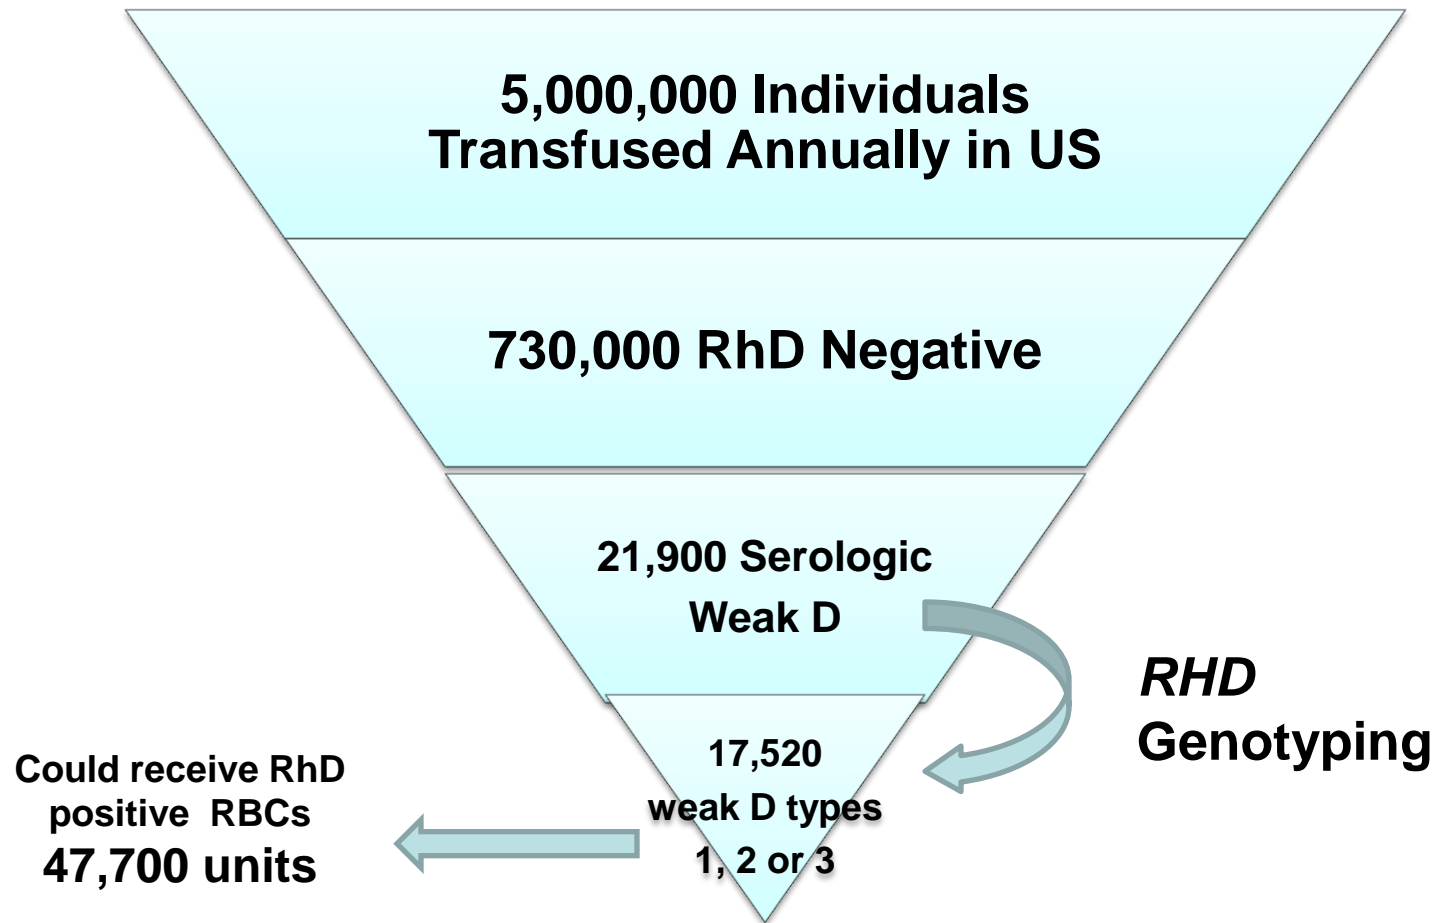 5,000,000 Individuals
Transfused Annually in US
730,000 RhD Negative
21,900 Serologic
Weak D
RHD
Genotyping
17,520
weak D types
1, 2 or 3
Could receive RhD
positive RBCs
47,700 units